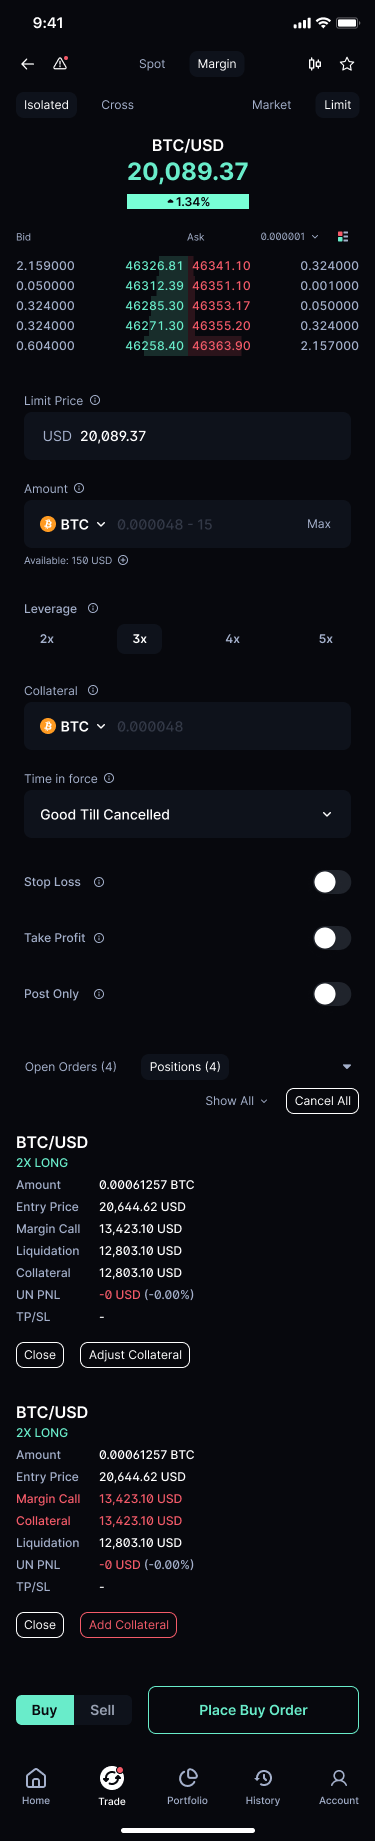 9:41
Spot Margin
Isolated Cross Market Limit
BTC/USD
20,089.37
1.34%
Bid Ask 0.000001
2.159000 46326.81 46341.10 0.324000
0.050000 46312.39 46351.10 0.001000
0.324000 46285.30 46353.17 0.050000
0.324000 46271.30 46355.20 0.324000
0.604000 46258.40 46363.90 2.157000
Limit Price
USD 20,089.37
Amount
BTC 0.000048 - 15 Max
Available: 150 USD
Leverage
2x 3x 4x 5x
Collateral
BTC 0.000048
Time in force
Good Till Cancelled
Stop Loss
Take Profit
Post Only
Open Orders (4) Positions (4)
Show All Cancel All
BTC/USD
2X LONG
Amount 0.00061257 BTC
Entry Price 20,644.62 USD
Margin Call 13,423.10 USD
Liquidation 12,803.10 USD
Collateral 12,803.10 USD
UN PNL -0 USD (-0.00%)
TP/SL -
Close Adjust Collateral
BTC/USD
2X LONG
Amount 0.00061257 BTC
Entry Price 20,644.62 USD
Margin Call 13,423.10 USD
Collateral 13,423.10 USD
Liquidation 12,803.10 USD
UN PNL -0 USD (-0.00%)
TP/SL -
Close Add Collateral
Buy Sell Place Buy Order
Home Trade Portfolio History Account